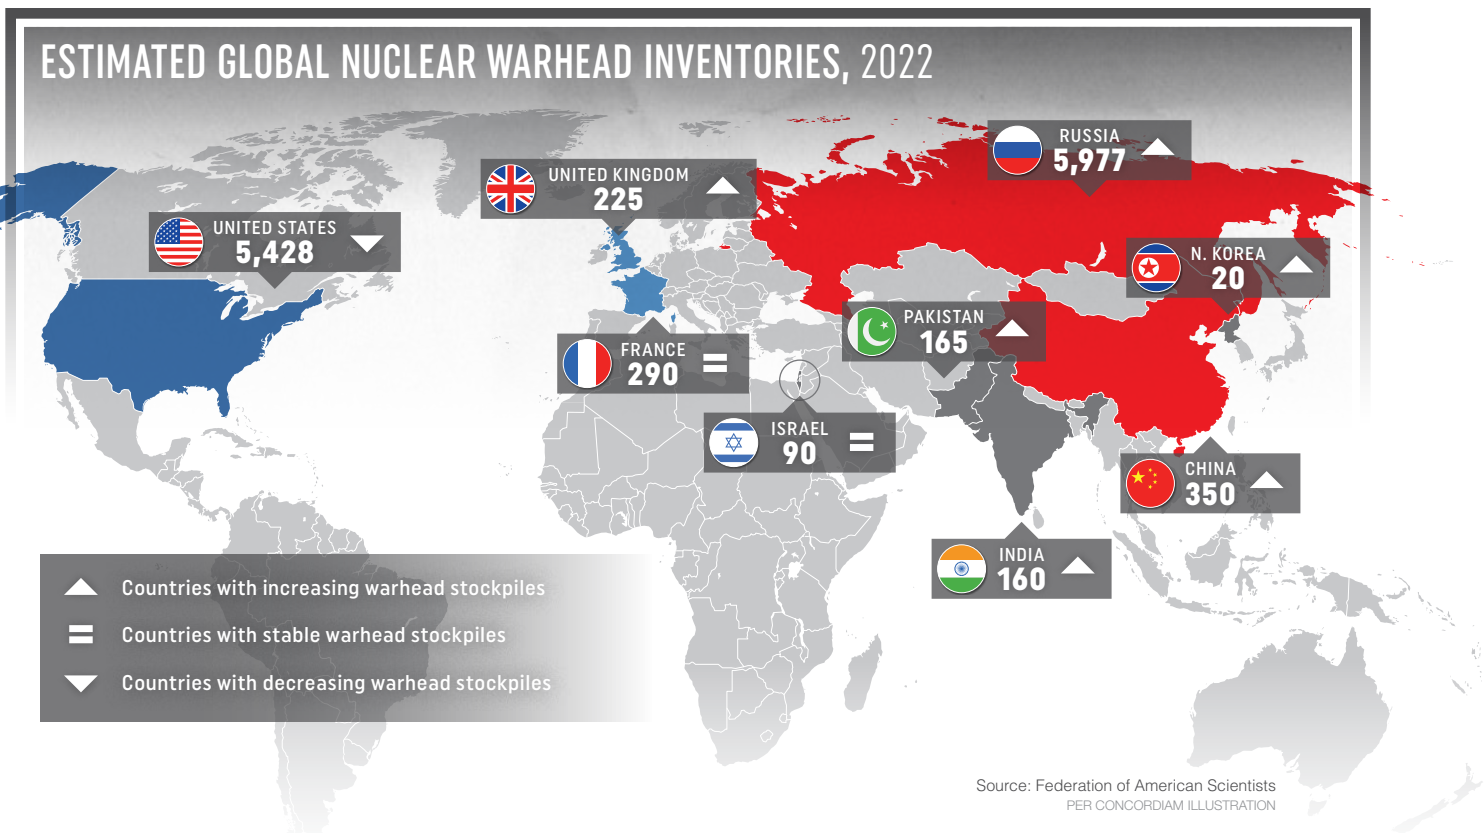 ESTIMATED GLOBAL NUCLEAR WARHEAD INVENTORIES, 2022
RUSSIA
5,977
UNITED KINGDOM
225
UNITED STATES
5,428
N. KOREA
20
PAKISTAN
165
FRANCE
290
ISRAEL
90
CHINA
350
INDIA
160
Countries with increasing warhead stockpiles
Countries with stable warhead stockpiles
Countries with decreasing warhead stockpiles
Source: Federation of American Scientists
PER CONCORDIAM ILLUSTRATION